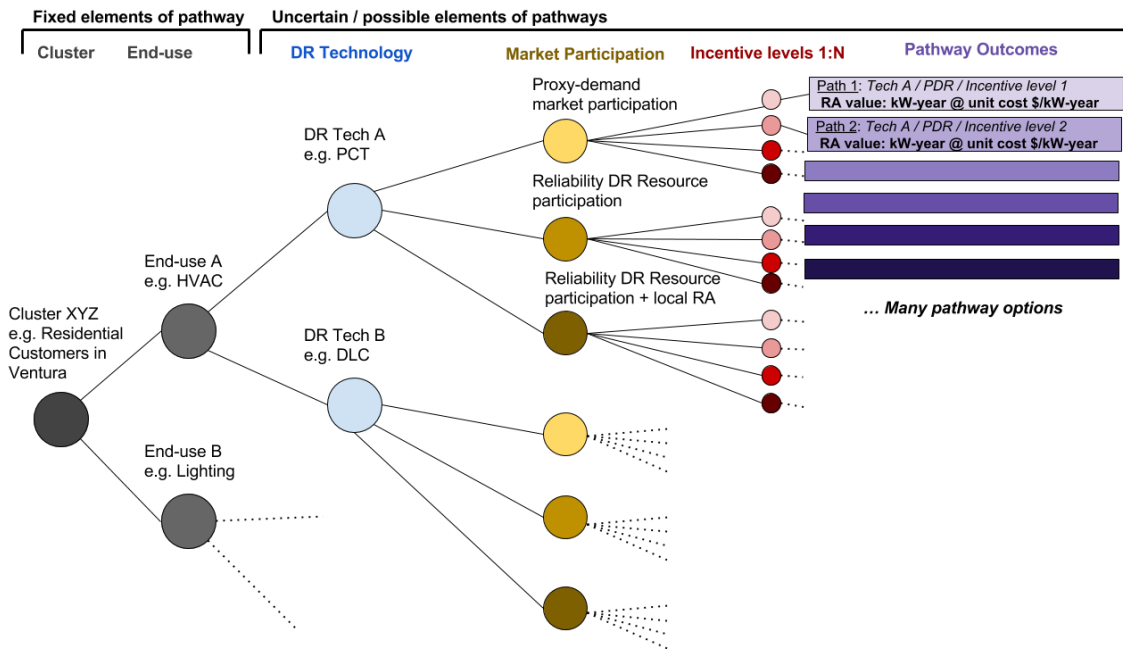 Fixed elements of pathway
Uncertain / possible elements of pathways
Cluster
End-use
DR Technology
Market Participation
Incentive levels 1:N
Pathway Outcomes
Proxy-demand
market participation
Path 1: Tech A / PDR / Incentive level 1
RA value: kW-year @ unit cost $/kW-year
DR Tech A
e.g. PCT
Path 2: Tech A / PDR / Incentive level 2
RA value: kW-year @ unit cost $/kW-year
Reliability DR Resource
participation
End-use A
e.g. HVAC
Reliability DR Resource
participation + local RA
... Many pathway options
Cluster XYZ
e.g. Residential
Customers in
Ventura
DR Tech B
e.g. DLC
End-use B
e.g. Lighting